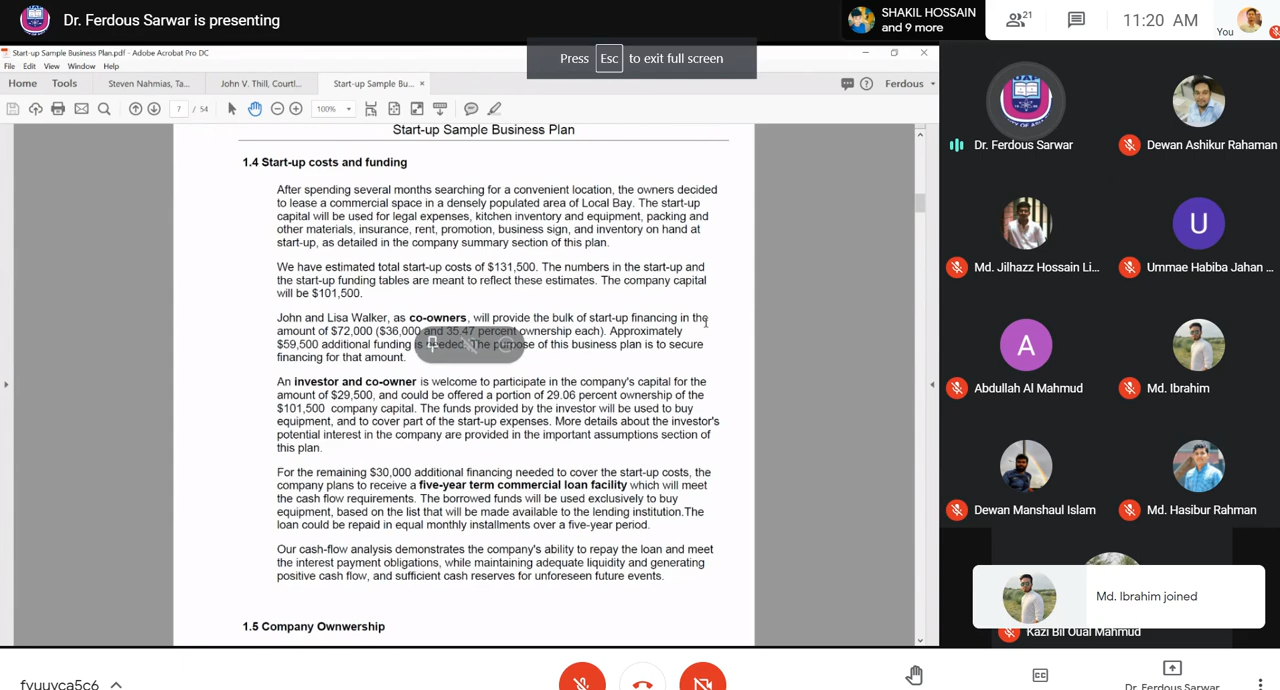 Dr. Ferdous Sarwar is presenting
SHAKIL HOSSAIN
and 9 more
21
11:20 AM
You
Start-up Sample Business Plan.pdf - Adobe Acrobat Pro DC
File Edit View Window Help
Home Tools Steven Nahmias, Ta... John V. Thill, Courtl... Start-up Sample Bu... ×
Ferdous
7 / 54 100%
Press Esc to exit full screen
Start-up Sample Business Plan
1.4 Start-up costs and funding
After spending several months searching for a convenient location, the owners decided
to lease a commercial space in a densely populated area of Local Bay. The start-up
capital will be used for legal expenses, kitchen inventory and equipment, packing and
other materials, insurance, rent, promotion, business sign, and inventory on hand at
start-up, as detailed in the company summary section of this plan.
We have estimated total start-up costs of $131,500. The numbers in the start-up and
the start-up funding tables are meant to reflect these estimates. The company capital
will be $101,500.
John and Lisa Walker, as co-owners, will provide the bulk of start-up financing in the
amount of $72,000 ($36,000 and 35.47 percent ownership each). Approximately
$59,500 additional funding is needed. The purpose of this business plan is to secure
financing for that amount.
An investor and co-owner is welcome to participate in the company's capital for the
amount of $29,500, and could be offered a portion of 29.06 percent ownership of the
$101,500 company capital. The funds provided by the investor will be used to buy
equipment, and to cover part of the start-up expenses. More details about the investor's
potential interest in the company are provided in the important assumptions section of
this plan.
For the remaining $30,000 additional financing needed to cover the start-up costs, the
company plans to receive a five-year term commercial loan facility which will meet
the cash flow requirements. The borrowed funds will be used exclusively to buy
equipment, based on the list that will be made available to the lending institution.The
loan could be repaid in equal monthly installments over a five-year period.
Our cash-flow analysis demonstrates the company's ability to repay the loan and meet
the interest payment obligations, while maintaining adequate liquidity and generating
positive cash flow, and sufficient cash reserves for unforeseen future events.
1.5 Company Ownwership
Dr. Ferdous Sarwar
Dewan Ashikur Rahaman
Md. Jilhazz Hossain Li...
U
Ummae Habiba Jahan ...
A
Abdullah Al Mahmud
Md. Ibrahim
Dewan Manshaul Islam
Md. Hasibur Rahman
Md. Ibrahim joined
Kazi Bil Oual Mahmud
fyuuvca5c6
CC
Dr. Ferdous Sarwar